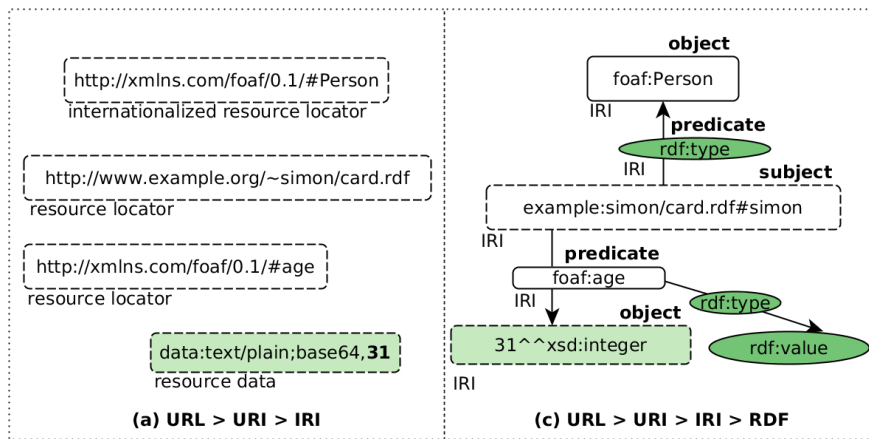 http://xmlns.com/foaf/0.1/#Person
internationalized resource locator
http://www.example.org/~simon/card.rdf
resource locator
http://xmlns.com/foaf/0.1/#age
resource locator
data:text/plain;base64,31
resource data
(a) URL > URI > IRI
object
foaf:Person
IRI
predicate
rdf:type
IRI
subject
example:simon/card.rdf#simon
IRI
predicate
foaf:age
IRI
rdf:type
object
31^^xsd:integer
rdf:value
IRI
(c) URL > URI > IRI > RDF